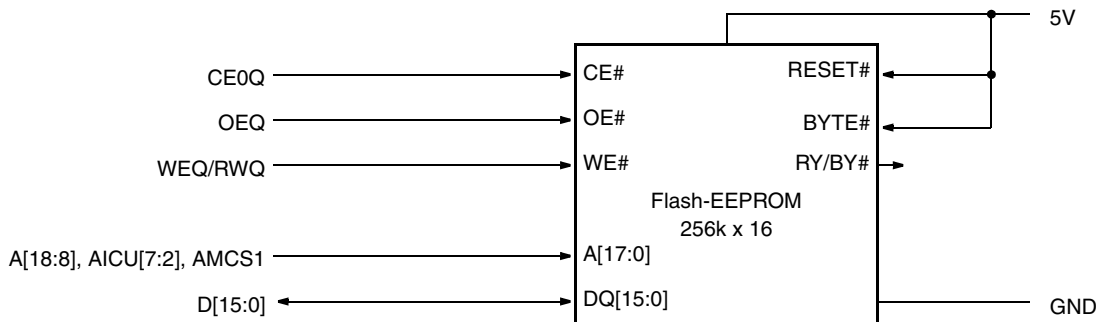 5V
CE0Q CE# RESET#
OEQ OE# BYTE#
WEQ/RWQ WE# RY/BY#
Flash-EEPROM
256k x 16
A[18:8], AICU[7:2], AMCS1 A[17:0]
D[15:0] DQ[15:0] GND